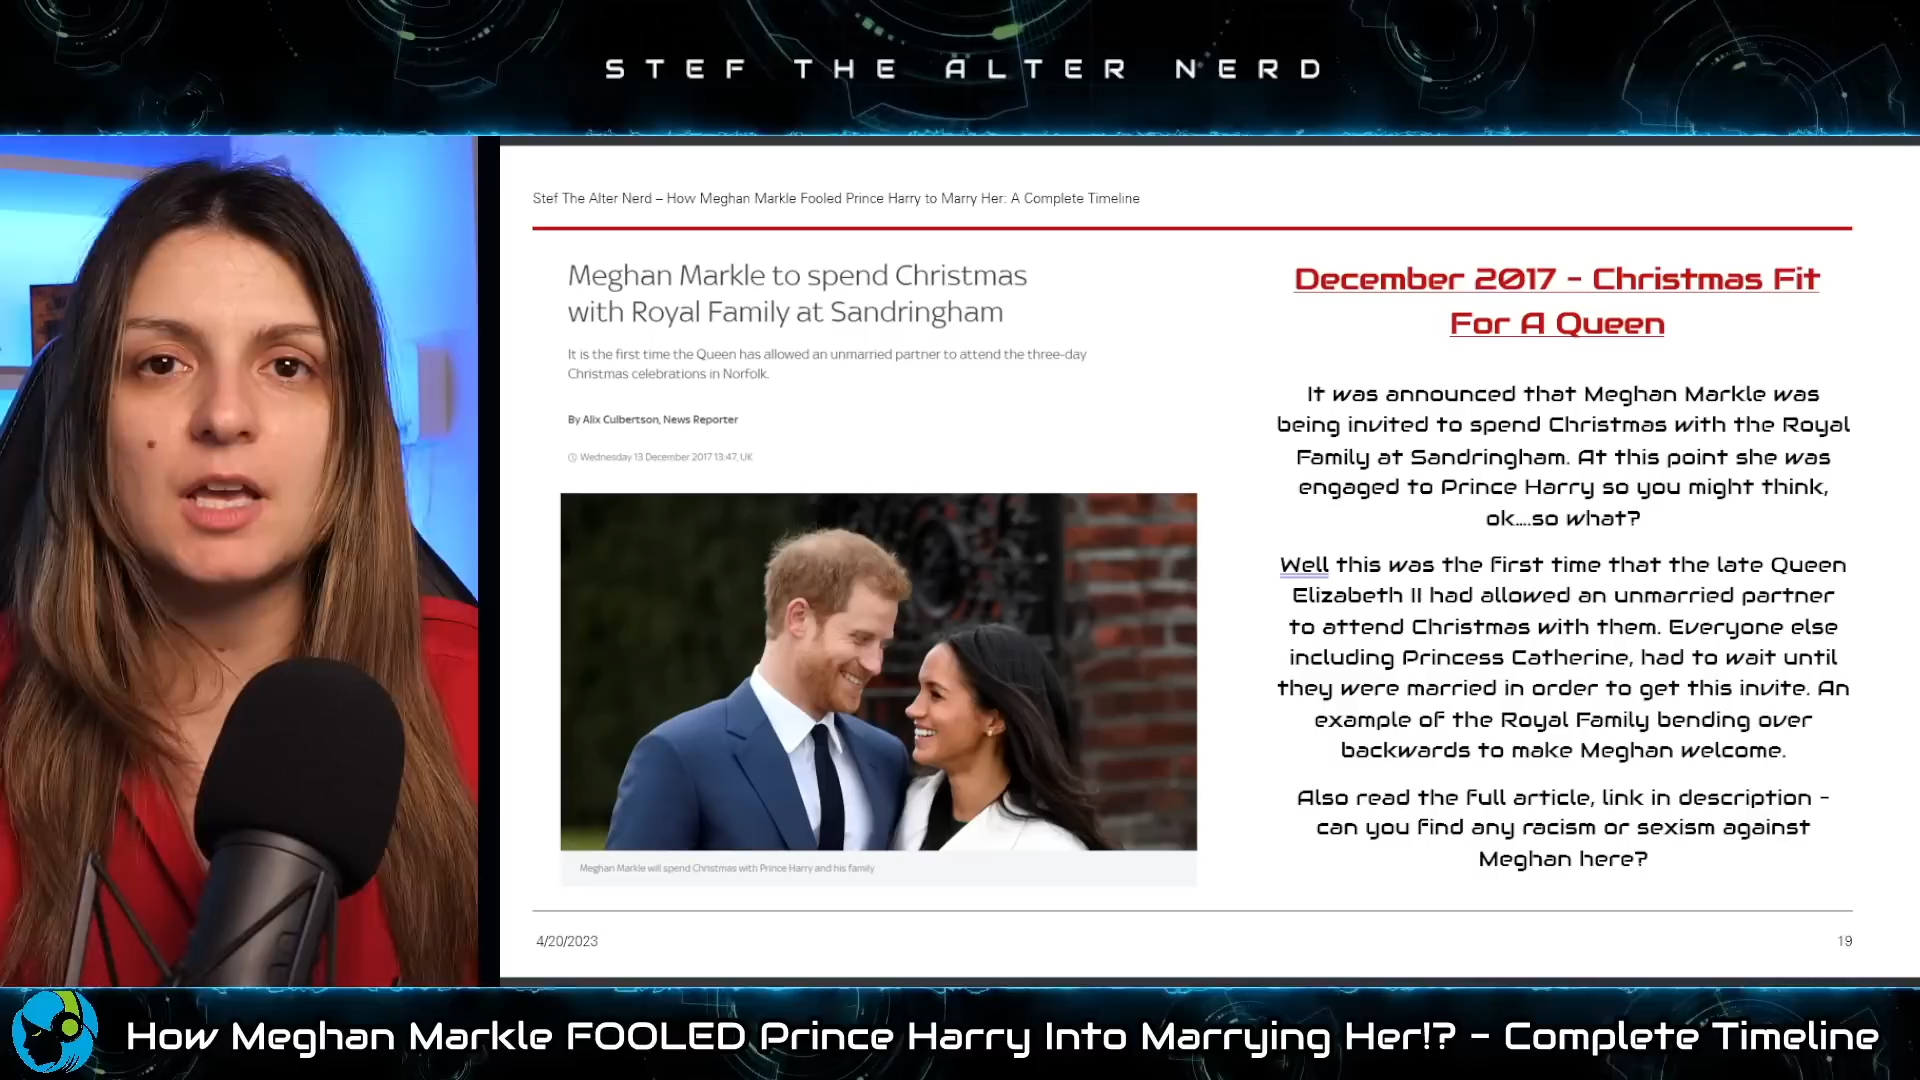 STEF THE ALTER NERD
Stef The Alter Nerd – How Meghan Markle Fooled Prince Harry to Marry Her: A Complete Timeline
Meghan Markle to spend Christmas
with Royal Family at Sandringham
It is the first time the Queen has allowed an unmarried partner to attend the three-day
Christmas celebrations in Norfolk.
By Alix Culbertson, News Reporter
Wednesday 13 December 2017 13:47, UK
Meghan Markle will spend Christmas with Prince Harry and his family
December 2017 - Christmas Fit
For A Queen
It was announced that Meghan Markle was
being invited to spend Christmas with the Royal
Family at Sandringham. At this point she was
engaged to Prince Harry so you might think,
ok....so what?
Well this was the first time that the late Queen
Elizabeth II had allowed an unmarried partner
to attend Christmas with them. Everyone else
including Princess Catherine, had to wait until
they were married in order to get this invite. An
example of the Royal Family bending over
backwards to make Meghan welcome.
Also read the full article, link in description -
can you find any racism or sexism against
Meghan here?
4/20/2023
19
How Meghan Markle FOOLED Prince Harry Into Marrying Her!? - Complete Timeline